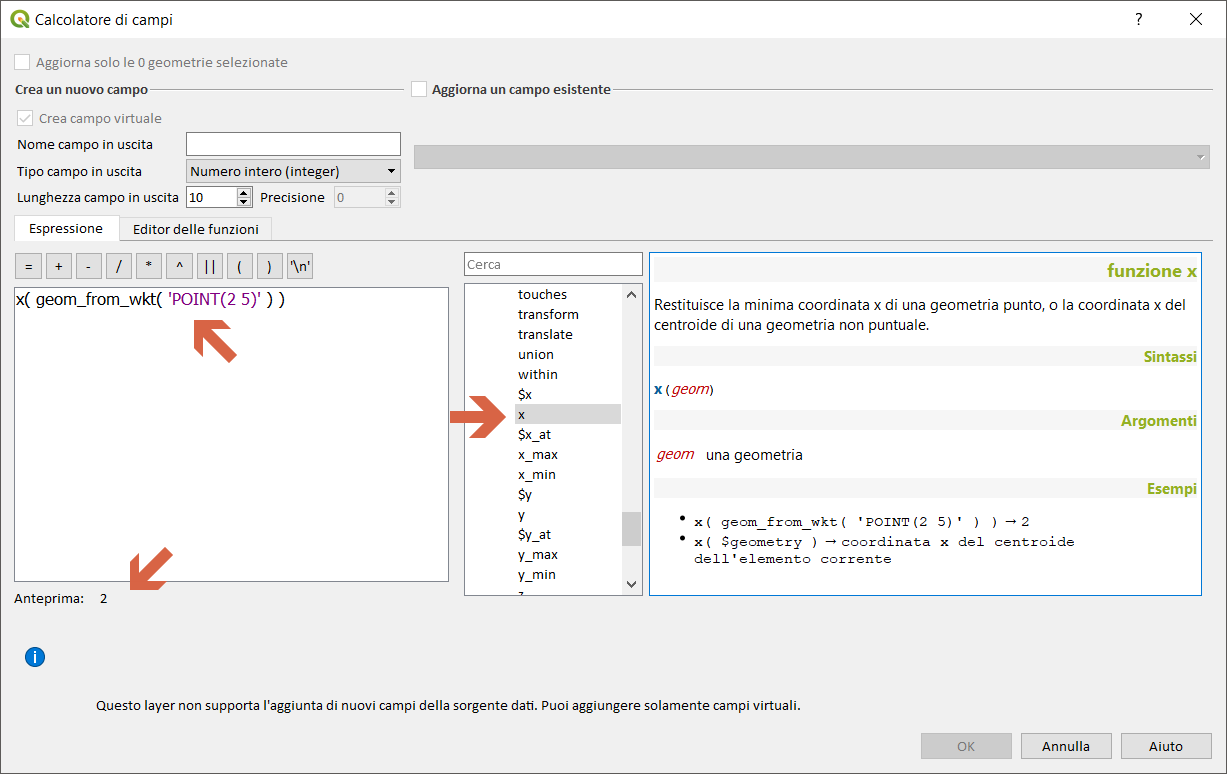 Calcolatore di campi
?
Aggiorna solo le 0 geometrie selezionate
Crea un nuovo campo
Aggiorna un campo esistente
Crea campo virtuale
Nome campo in uscita
Tipo campo in uscita
Numero intero (integer)
Lunghezza campo in uscita
10
Precisione
0
Espressione
Editor delle funzioni
= + - / * ^ || ( ) '\n'
x( geom_from_wkt( 'POINT(2 5)' ) )
Anteprima: 2
Cerca
touches
transform
translate
union
within
$x
x
$x_at
x_max
x_min
$y
y
$y_at
y_max
y_min
funzione x
Restituisce la minima coordinata x di una geometria punto, o la coordinata x del
centroide di una geometria non puntuale.
Sintassi
x(geom)
Argomenti
geom una geometria
Esempi
• x( geom_from_wkt( 'POINT(2 5)' ) ) → 2
• x( $geometry ) → coordinata x del centroide
dell'elemento corrente
i
Questo layer non supporta l'aggiunta di nuovi campi della sorgente dati. Puoi aggiungere solamente campi virtuali.
OK
Annulla
Aiuto